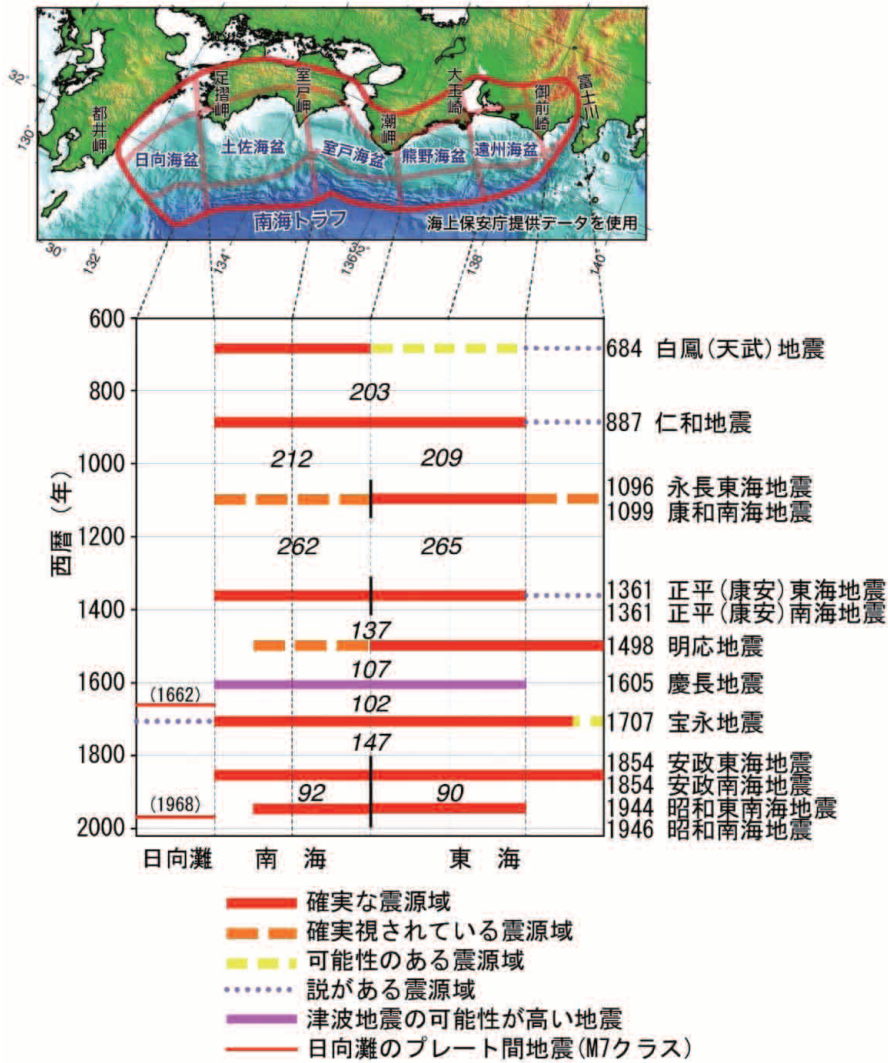 足摺岬
室戸岬
大王崎
御前崎
富士川
都井岬
潮岬
日向海盆
土佐海盆
室戸海盆
熊野海盆
遠州海盆
南海トラフ
海上保安庁提供データを使用
32°
130°
30°
132°
134°
136°
138°
140°
西暦（年）
600
800
1000
1200
1400
1600
1800
2000
684 白鳳(天武)地震
203
887 仁和地震
212
209
1096 永長東海地震
1099 康和南海地震
262
265
1361 正平(康安)東海地震
1361 正平(康安)南海地震
137
1498 明応地震
107
1605 慶長地震
(1662)
102
1707 宝永地震
147
1854 安政東海地震
1854 安政南海地震
92
90
1944 昭和東南海地震
(1968)
1946 昭和南海地震
日向灘
南海
東海
確実な震源域
確実視されている震源域
可能性のある震源域
説がある震源域
津波地震の可能性が高い地震
日向灘のプレート間地震(M7クラス)